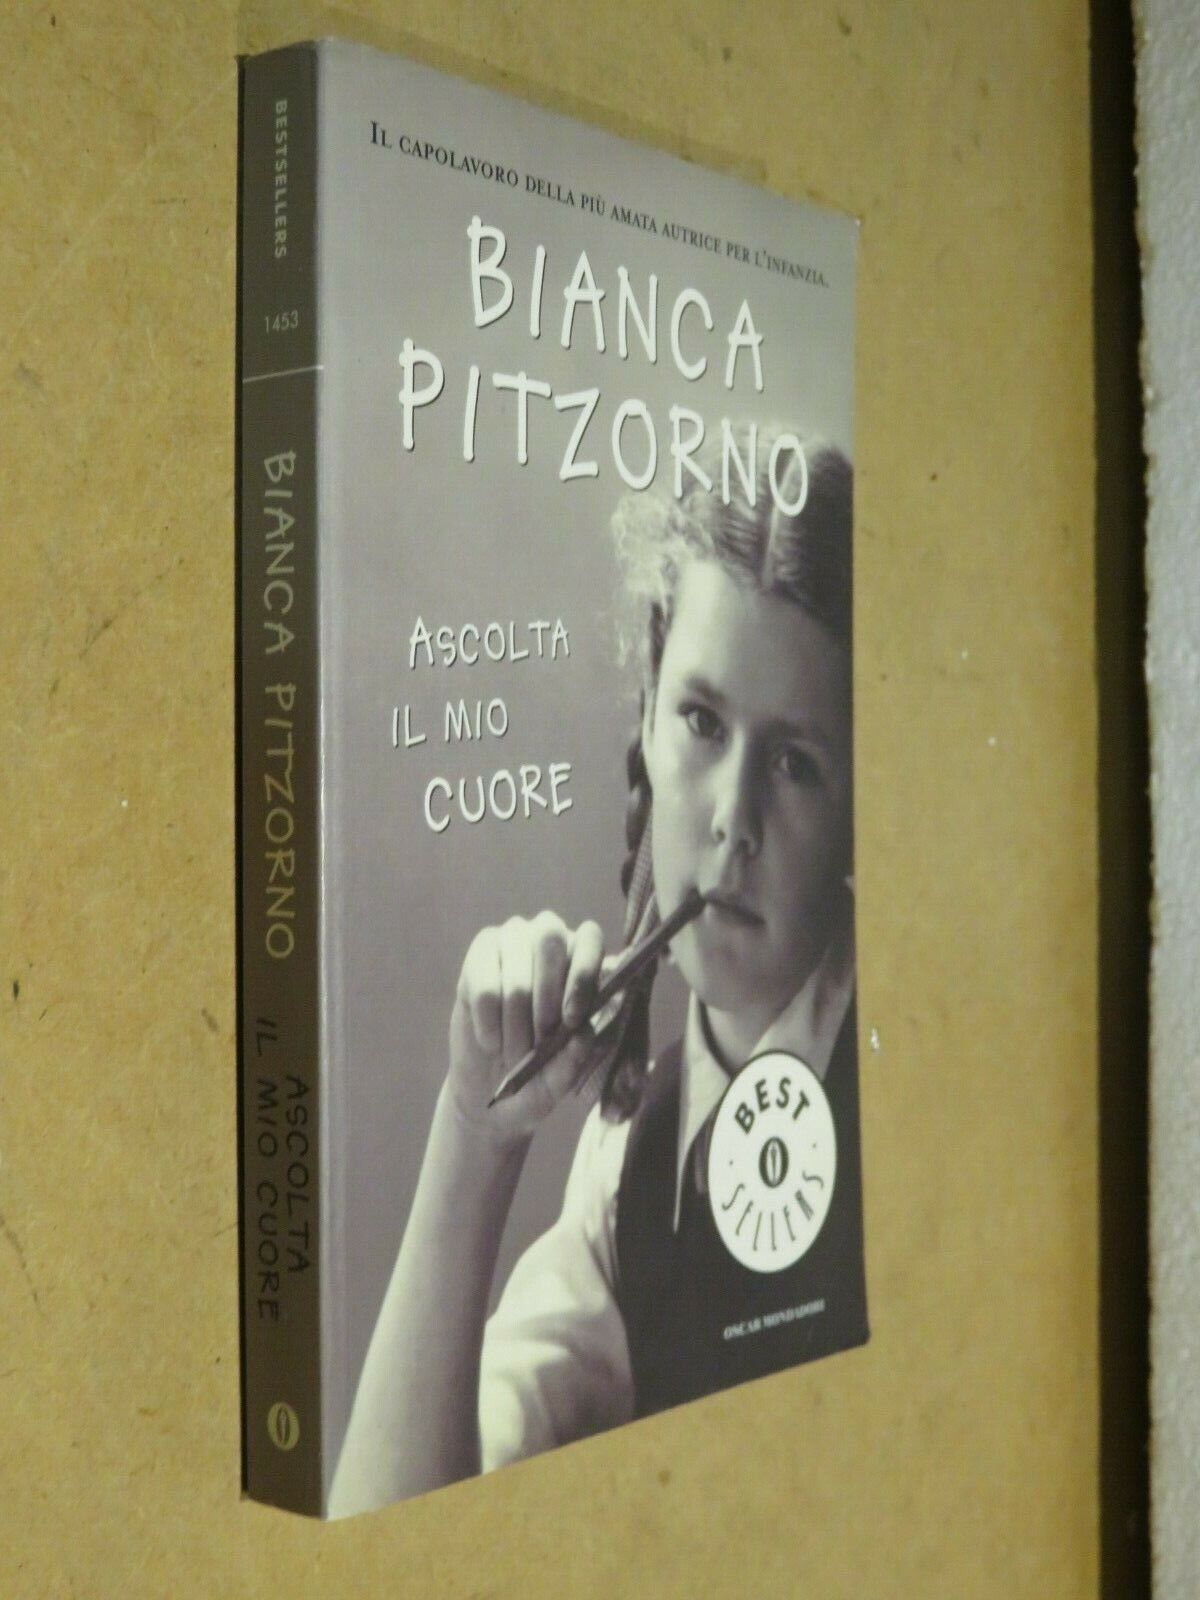 BESTSELLERS
1453
BIANCA PITZORNO
ASCOLTA
IL MIO CUORE
IL CAPOLAVORO DELLA PIÙ AMATA AUTRICE PER L'INFANZIA.
BIANCA
PITZORNO
ASCOLTA
IL MIO
CUORE
BEST
SELLERS
OSCAR MONDADORI